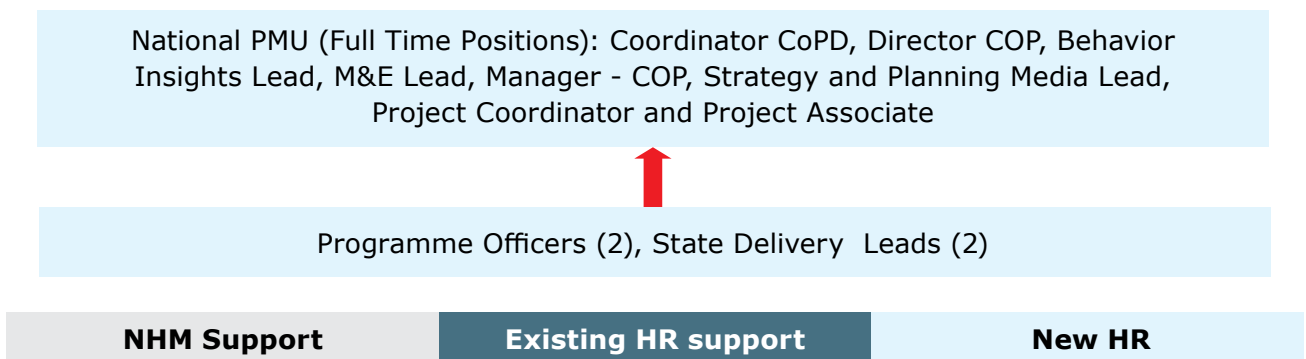 National PMU (Full Time Positions): Coordinator CoPD, Director COP, Behavior
Insights Lead, M&E Lead, Manager - COP, Strategy and Planning Media Lead,
Project Coordinator and Project Associate
Programme Officers (2), State Delivery Leads (2)
NHM Support
Existing HR support
New HR